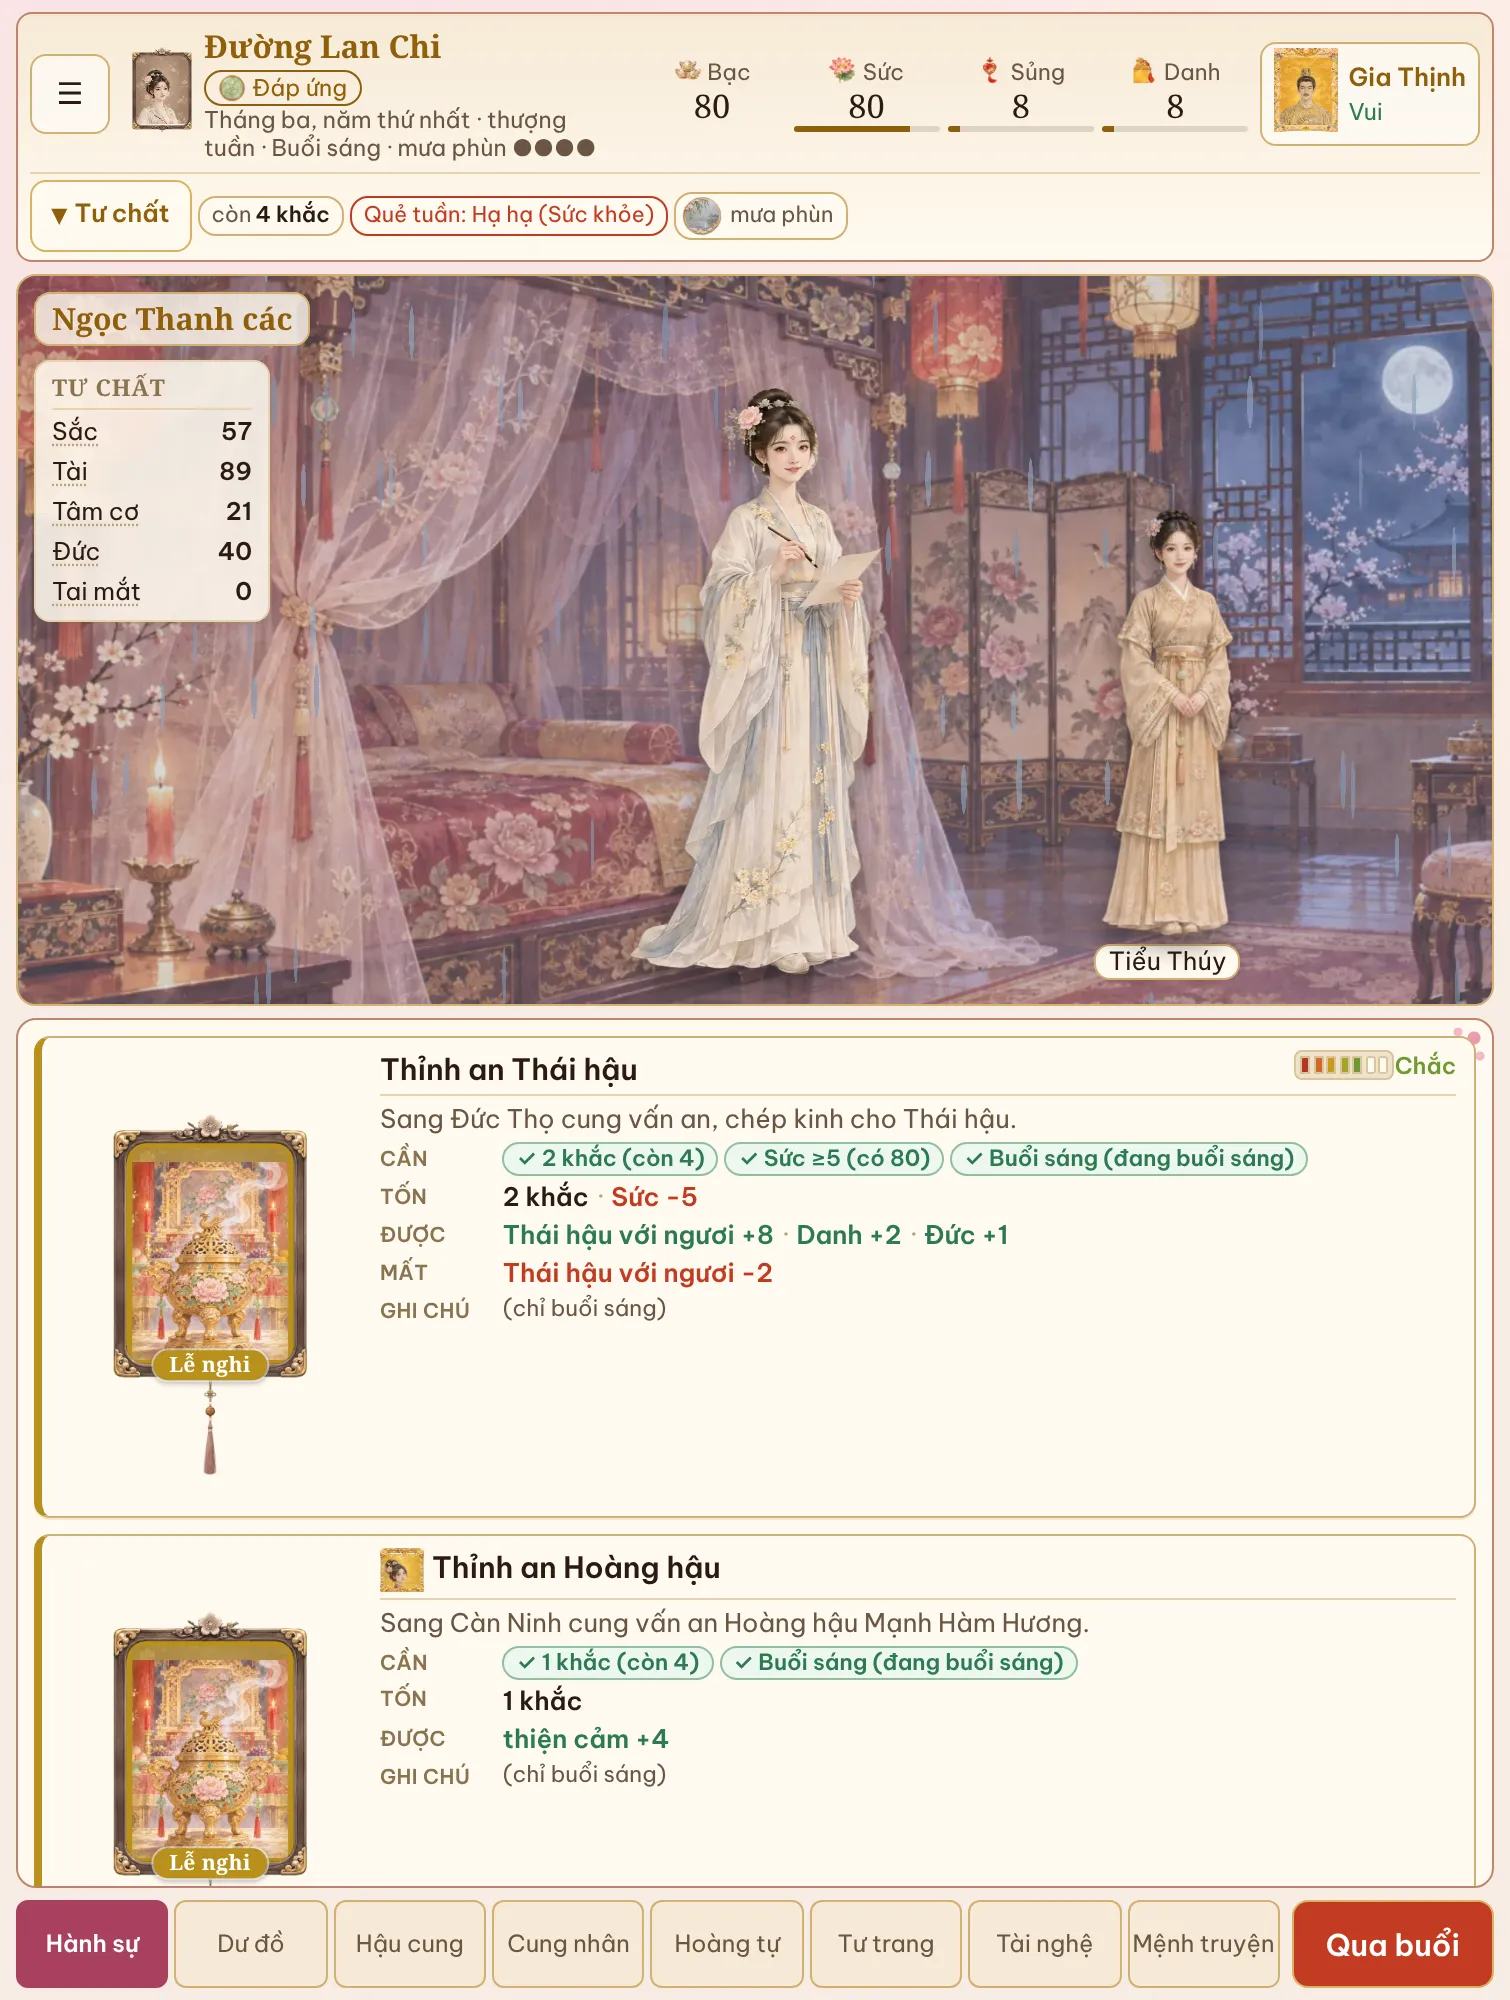 ☰
Đường Lan Chi
Đáp ứng
Tháng ba, năm thứ nhất · thượng
tuần · Buổi sáng · mưa phùn ●●●●
Bạc
80
Sức
80
Sủng
8
Danh
8
Gia Thịnh
Vui
▼ Tư chất
còn 4 khắc
Quẻ tuần: Hạ hạ (Sức khỏe)
mưa phùn
Ngọc Thanh các
TƯ CHẤT
Sắc 57
Tài 89
Tâm cơ 21
Đức 40
Tai mắt 0
Tiểu Thúy
Thỉnh an Thái hậu
Chắc
Sang Đức Thọ cung vấn an, chép kinh cho Thái hậu.
CẦN ✓ 2 khắc (còn 4) ✓ Sức ≥5 (có 80) ✓ Buổi sáng (đang buổi sáng)
TỐN 2 khắc · Sức -5
ĐƯỢC Thái hậu với ngươi +8 · Danh +2 · Đức +1
MẤT Thái hậu với ngươi -2
GHI CHÚ (chỉ buổi sáng)
Lễ nghi
Thỉnh an Hoàng hậu
Sang Càn Ninh cung vấn an Hoàng hậu Mạnh Hàm Hương.
CẦN ✓ 1 khắc (còn 4) ✓ Buổi sáng (đang buổi sáng)
TỐN 1 khắc
ĐƯỢC thiện cảm +4
GHI CHÚ (chỉ buổi sáng)
Lễ nghi
Hành sự
Dư đồ
Hậu cung
Cung nhân
Hoàng tự
Tư trang
Tài nghệ
Mệnh truyện
Qua buổi